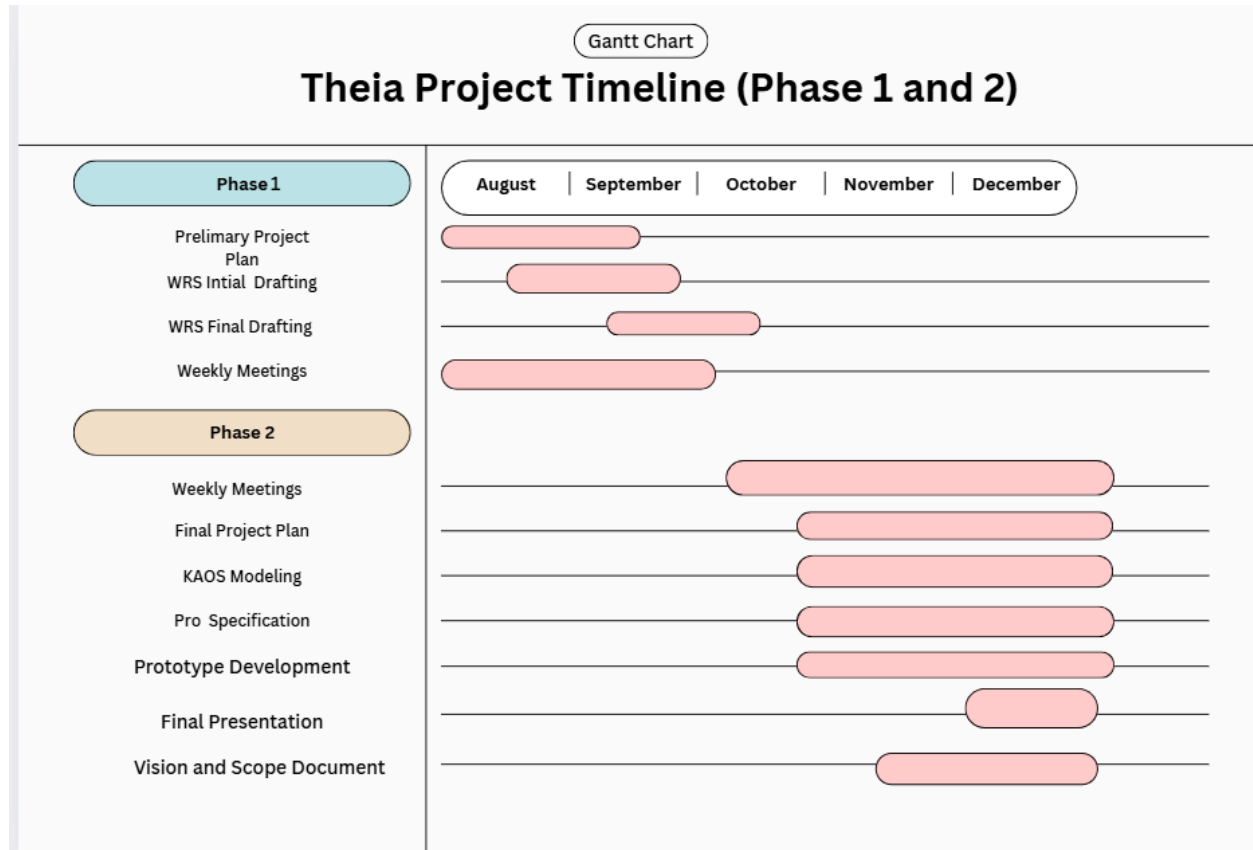 Gantt Chart
Theia Project Timeline (Phase 1 and 2)
Phase 1
August | September | October | November | December
Prelimary Project
Plan
WRS Intial Drafting
WRS Final Drafting
Weekly Meetings
Phase 2
Weekly Meetings
Final Project Plan
KAOS Modeling
Pro Specification
Prototype Development
Final Presentation
Vision and Scope Document